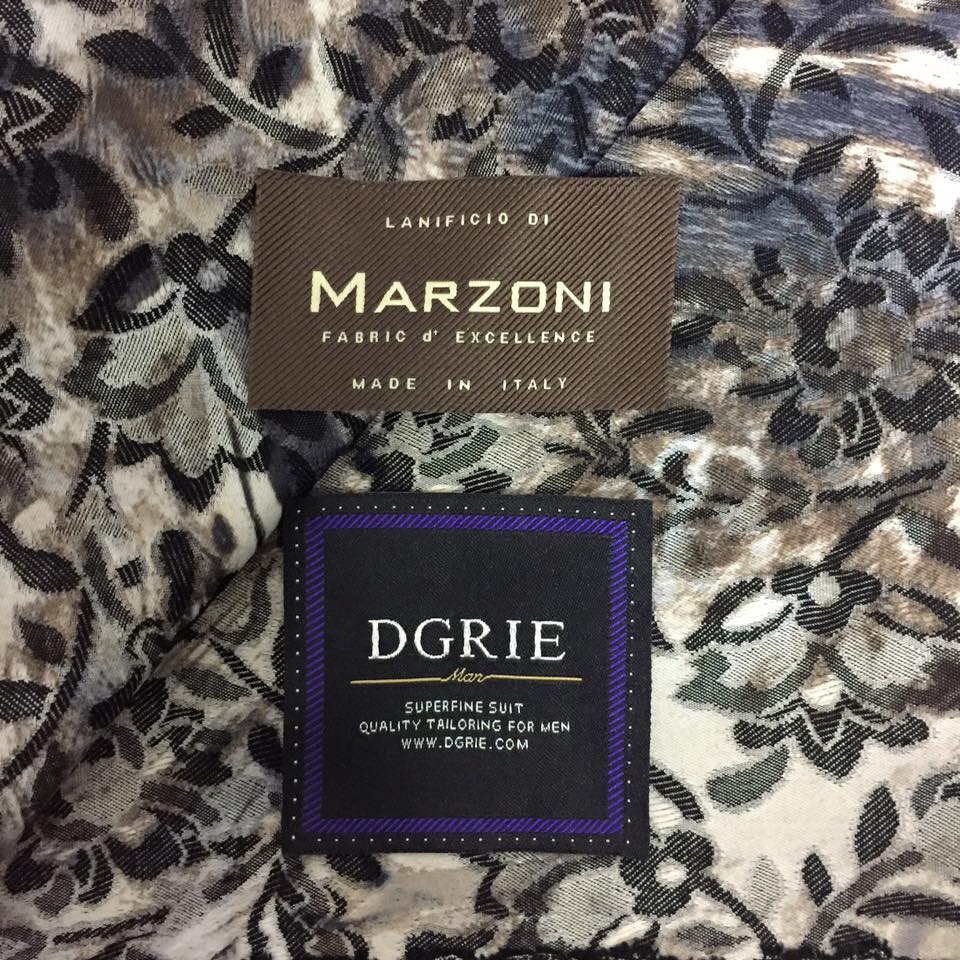 LANIFICIO DI
MARZONI
FABRIC d' EXCELLENCE
MADE IN ITALY
DGRIE
Man
SUPERFINE SUIT
QUALITY TAILORING FOR MEN
WWW.DGRIE.COM